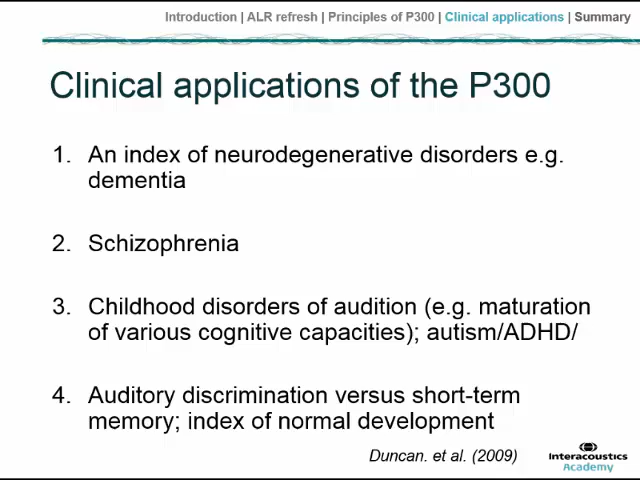 Introduction | ALR refresh | Principles of P300 | Clinical applications | Summary
Clinical applications of the P300
1. An index of neurodegenerative disorders e.g.
dementia
2. Schizophrenia
3. Childhood disorders of audition (e.g. maturation
of various cognitive capacities); autism/ADHD/
4. Auditory discrimination versus short-term
memory; index of normal development
Duncan. et al. (2009)
Interacoustics
Academy